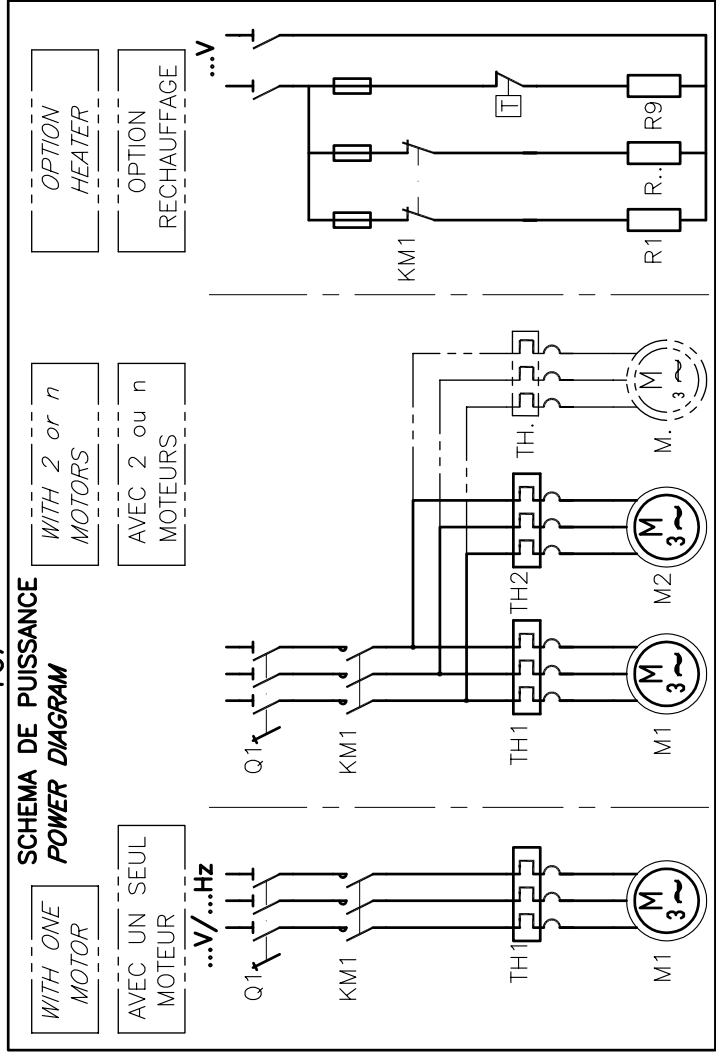 SCHEMA DE PUISSANCE
POWER DIAGRAM
WITH ONE
MOTOR
AVEC UN SEUL
MOTEUR
...V/...Hz
Q1
KM1
TH1
M1
M
3~
WITH 2 or n
MOTORS
AVEC 2 ou n
MOTEURS
Q1
KM1
TH1
TH2
TH.
M1
M
3~
M2
M
3~
M.
M
3~
OPTION
HEATER
OPTION
RECHAUFFAGE
...V
KM1
T
R1
R..
R9